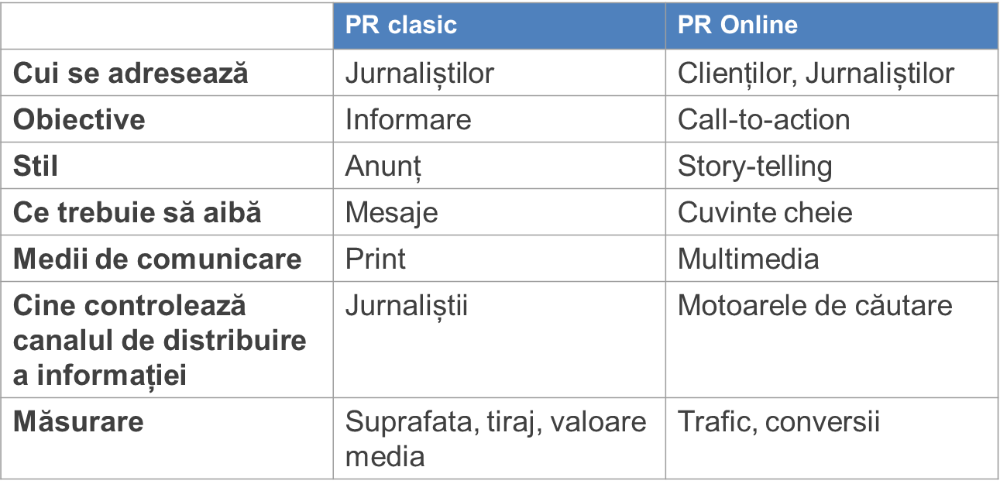 PR clasic PR Online
Cui se adresează Jurnaliștilor Clienților, Jurnaliștilor
Obiective Informare Call-to-action
Stil Anunț Story-telling
Ce trebuie să aibă Mesaje Cuvinte cheie
Medii de comunicare Print Multimedia
Cine controlează Jurnaliștii Motoarele de căutare
canalul de distribuire
a informației
Măsurare Suprafata, tiraj, valoare Trafic, conversii
media